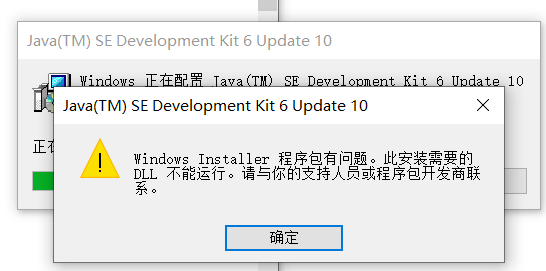 Java(TM) SE Development Kit 6 Update 10
Windows 正在配置 Java(TM) SE Development Kit 6 Update 10
正在
Java(TM) SE Development Kit 6 Update 10
Windows Installer 程序包有问题。此安装需要的
DLL 不能运行。请与你的支持人员或程序包开发商联
系。
确定